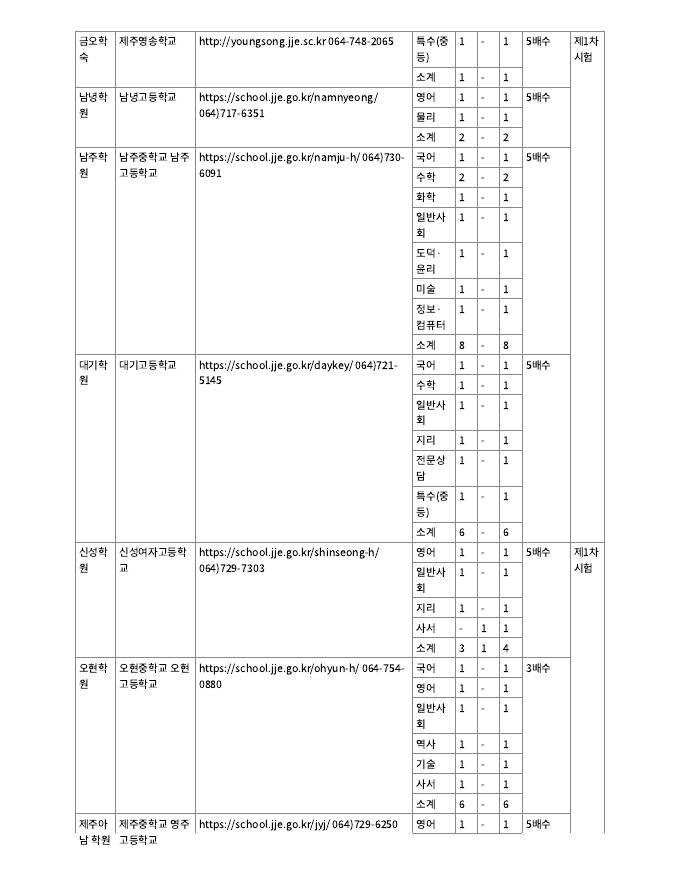 금오학 제주영송학교 http://youngsong.jje.sc.kr 064-748-2065 특수(중 1 - 1 5배수 제1차
숙 등) 시험
소계 1 - 1
남녕학 남녕고등학교 https://school.jje.go.kr/namnyeong/ 영어 1 - 1 5배수
원 064)717-6351 물리 1 - 1
소계 2 - 2
남주학 남주중학교 남주 https://school.jje.go.kr/namju-h/ 064)730- 국어 1 - 1 5배수
원 고등학교 6091 수학 2 - 2
화학 1 - 1
일반사 1 - 1
회
도덕· 1 - 1
윤리
미술 1 - 1
정보· 1 - 1
컴퓨터
소계 8 - 8
대기학 대기고등학교 https://school.jje.go.kr/daykey/ 064)721- 국어 1 - 1 5배수
원 5145 수학 1 - 1
일반사 1 - 1
회
지리 1 - 1
전문상 1 - 1
담
특수(중 1 - 1
등)
소계 6 - 6
신성학 신성여자고등학 https://school.jje.go.kr/shinseong-h/ 영어 1 - 1 5배수 제1차
원 교 064)729-7303 일반사 1 - 1 시험
회
지리 1 - 1
사서 - 1 1
소계 3 1 4
오현학 오현중학교 오현 https://school.jje.go.kr/ohyun-h/ 064-754- 국어 1 - 1 3배수
원 고등학교 0880 영어 1 - 1
일반사 1 - 1
회
역사 1 - 1
기술 1 - 1
사서 1 - 1
소계 6 - 6
제주아 제주중학교 영주 https://school.jje.go.kr/jyj/ 064)729-6250 영어 1 - 1 5배수
남 학원 고등학교